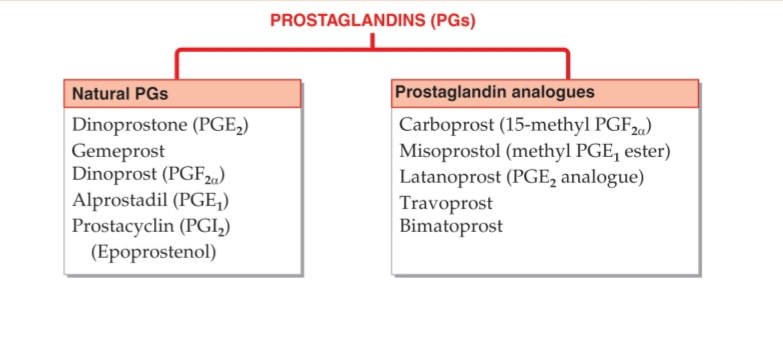 PROSTAGLANDINS (PGs)
Natural PGs
Dinoprostone (PGE₂)
Gemeprost
Dinoprost (PGF₂α)
Alprostadil (PGE₁)
Prostacyclin (PGI₂)
(Epoprostenol)
Prostaglandin analogues
Carboprost (15-methyl PGF₂α)
Misoprostol (methyl PGE₁ ester)
Latanoprost (PGE₂ analogue)
Travoprost
Bimatoprost